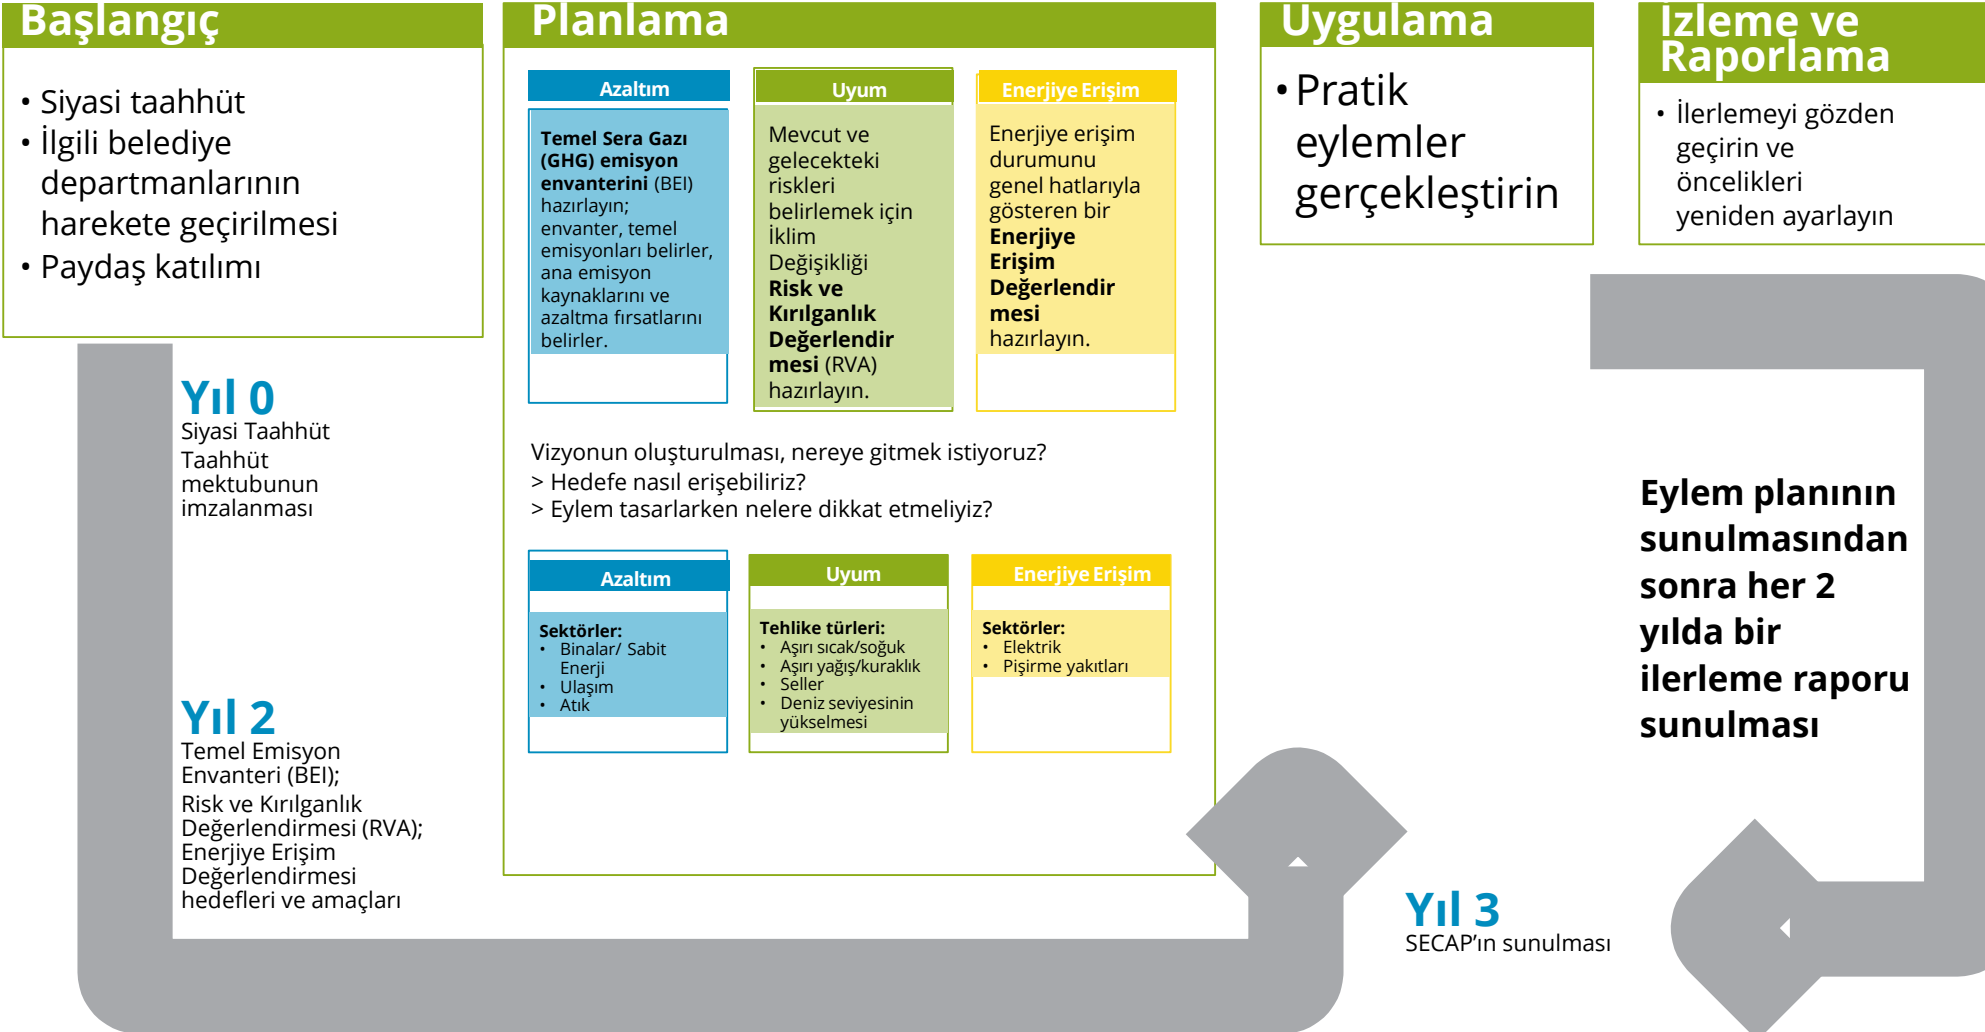 Başlangıç
• Siyasi taahhüt
• İlgili belediye
departmanlarının
harekete geçirilmesi
• Paydaş katılımı
Yıl 0
Siyasi Taahhüt
Taahhüt
mektubunun
imzalanması
Yıl 2
Temel Emisyon
Envanteri (BEI);
Risk ve Kırılganlık
Değerlendirmesi (RVA);
Enerjiye Erişim
Değerlendirmesi
hedefleri ve amaçları
Planlama
Azaltım
Temel Sera Gazı
(GHG) emisyon
envanterini (BEI)
hazırlayın;
envanter, temel
emisyonları belirler,
ana emisyon
kaynaklarını ve
azaltma fırsatlarını
belirler.
Uyum
Mevcut ve
gelecekteki
riskleri
belirlemek için
İklim
Değişikliği
Risk ve
Kırılganlık
Değerlendir
mesi (RVA)
hazırlayın.
Enerjiye Erişim
Enerjiye erişim
durumunu
genel hatlarıyla
gösteren bir
Enerjiye
Erişim
Değerlendir
mesi
hazırlayın.
Vizyonun oluşturulması, nereye gitmek istiyoruz?
> Hedefe nasıl erişebiliriz?
> Eylem tasarlarken nelere dikkat etmeliyiz?
Azaltım
Sektörler:
• Binalar/ Sabit
Enerji
• Ulaşım
• Atık
Uyum
Tehlike türleri:
• Aşırı sıcak/soğuk
• Aşırı yağış/kuraklık
• Seller
• Deniz seviyesinin
yükselmesi
Enerjiye Erişim
Sektörler:
• Elektrik
• Pişirme yakıtları
Uygulama
• Pratik
eylemler
gerçekleştirin
Yıl 3
SECAP’ın sunulması
İzleme ve
Raporlama
• İlerlemeyi gözden
geçirin ve
öncelikleri
yeniden ayarlayın
Eylem planının
sunulmasından
sonra her 2
yılda bir
ilerleme raporu
sunulması